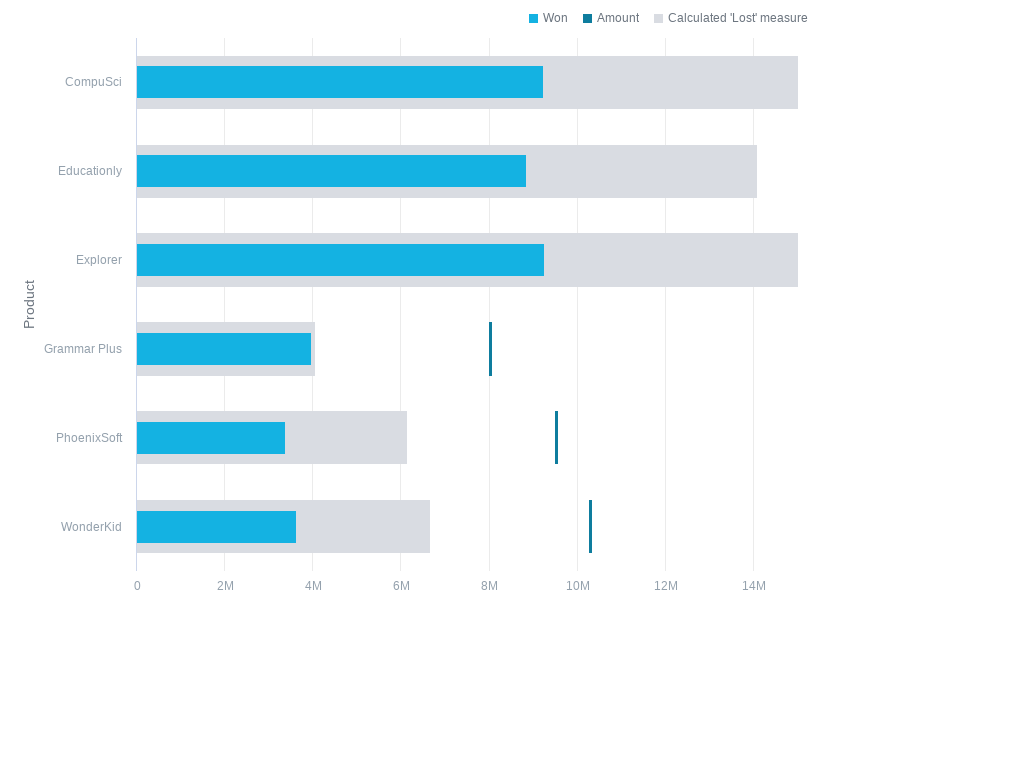 Won Amount Calculated 'Lost' measure
Product
CompuSci
Educationly
Explorer
Grammar Plus
PhoenixSoft
WonderKid
0 2M 4M 6M 8M 10M 12M 14M